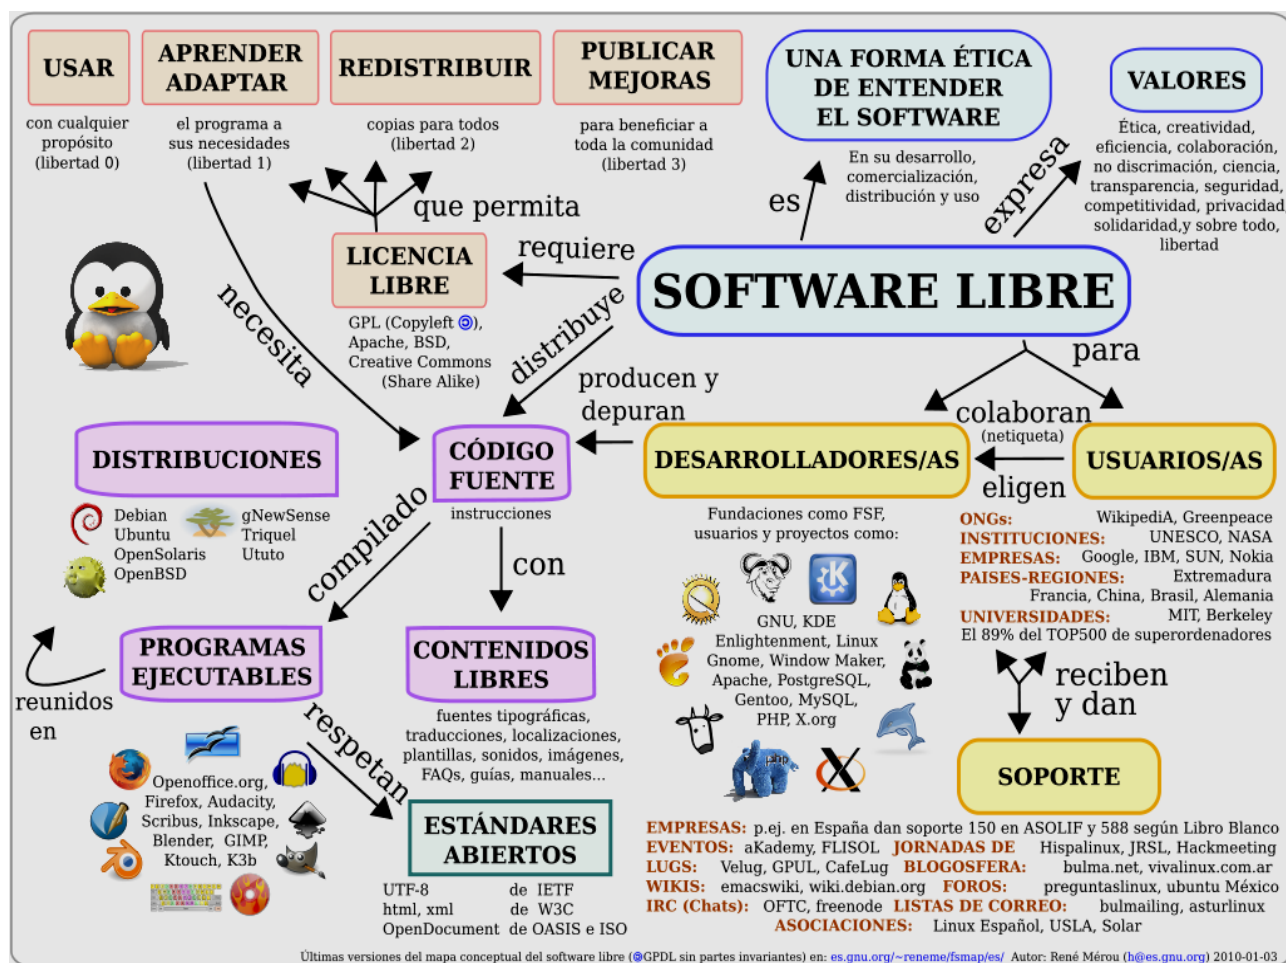 USAR
con cualquier
propósito
(libertad 0)
APRENDER
ADAPTAR
el programa a
sus necesidades
(libertad 1)
REDISTRIBUIR
copias para todos
(libertad 2)
PUBLICAR
MEJORAS
para beneficiar a
toda la comunidad
(libertad 3)
UNA FORMA ÉTICA
DE ENTENDER
EL SOFTWARE
En su desarrollo,
comercialización,
distribución y uso
VALORES
Ética, creatividad,
eficiencia, colaboración,
no discrimación, ciencia,
transparencia, seguridad,
competitividad, privacidad,
solidaridad,y sobre todo,
libertad
es
expresa
que permita
LICENCIA
LIBRE
GPL (Copyleft),
Apache, BSD,
Creative Commons
(Share Alike)
requiere
SOFTWARE LIBRE
distribuye
para
necesita
producen y
depuran
colaboran
(netiqueta)
eligen
DISTRIBUCIONES
Debian
Ubuntu
OpenSolaris
OpenBSD
gNewSense
Triquel
Ututo
CÓDIGO
FUENTE
instrucciones
DESARROLLADORES/AS
Fundaciones como FSF,
usuarios y proyectos como:
GNU, KDE
Enlightenment, Linux
Gnome, Window Maker,
Apache, PostgreSQL,
Gentoo, MySQL,
PHP, X.org
php
USUARIOS/AS
ONGs: WikipediA, Greenpeace
INSTITUCIONES: UNESCO, NASA
EMPRESAS: Google, IBM, SUN, Nokia
PAISES-REGIONES: Extremadura
Francia, China, Brasil, Alemania
UNIVERSIDADES: MIT, Berkeley
El 89% del TOP500 de superordenadores
compilado
con
PROGRAMAS
EJECUTABLES
reunidos
en
Openoffice.org,
Firefox, Audacity,
Scribus, Inkscape,
Blender, GIMP,
Ktouch, K3b
respetan
CONTENIDOS
LIBRES
fuentes tipográficas,
traducciones, localizaciones,
plantillas, sonidos, imágenes,
FAQs, guías, manuales...
ESTÁNDARES
ABIERTOS
UTF-8 de IETF
html, xml de W3C
OpenDocument de OASIS e ISO
reciben
y dan
SOPORTE
EMPRESAS: p.ej. en España dan soporte 150 en ASOLIF y 588 según Libro Blanco
EVENTOS: aKademy, FLISOL JORNADAS DE Hispalinux, JRSL, Hackmeeting
LUGS: Velug, GPUL, CafeLug BLOGOSFERA: bulma.net, vivalinux.com.ar
WIKIS: emacswiki, wiki.debian.org FOROS: preguntaslinux, ubuntu México
IRC (Chats): OFTC, freenode LISTAS DE CORREO: bulmailing, asturlinux
ASOCIACIONES: Linux Español, USLA, Solar
Últimas versiones del mapa conceptual del software libre (GPDL sin partes invariantes) en: es.gnu.org/~reneme/fsmap/es/ Autor: René Mérou (h@es.gnu.org) 2010-01-03